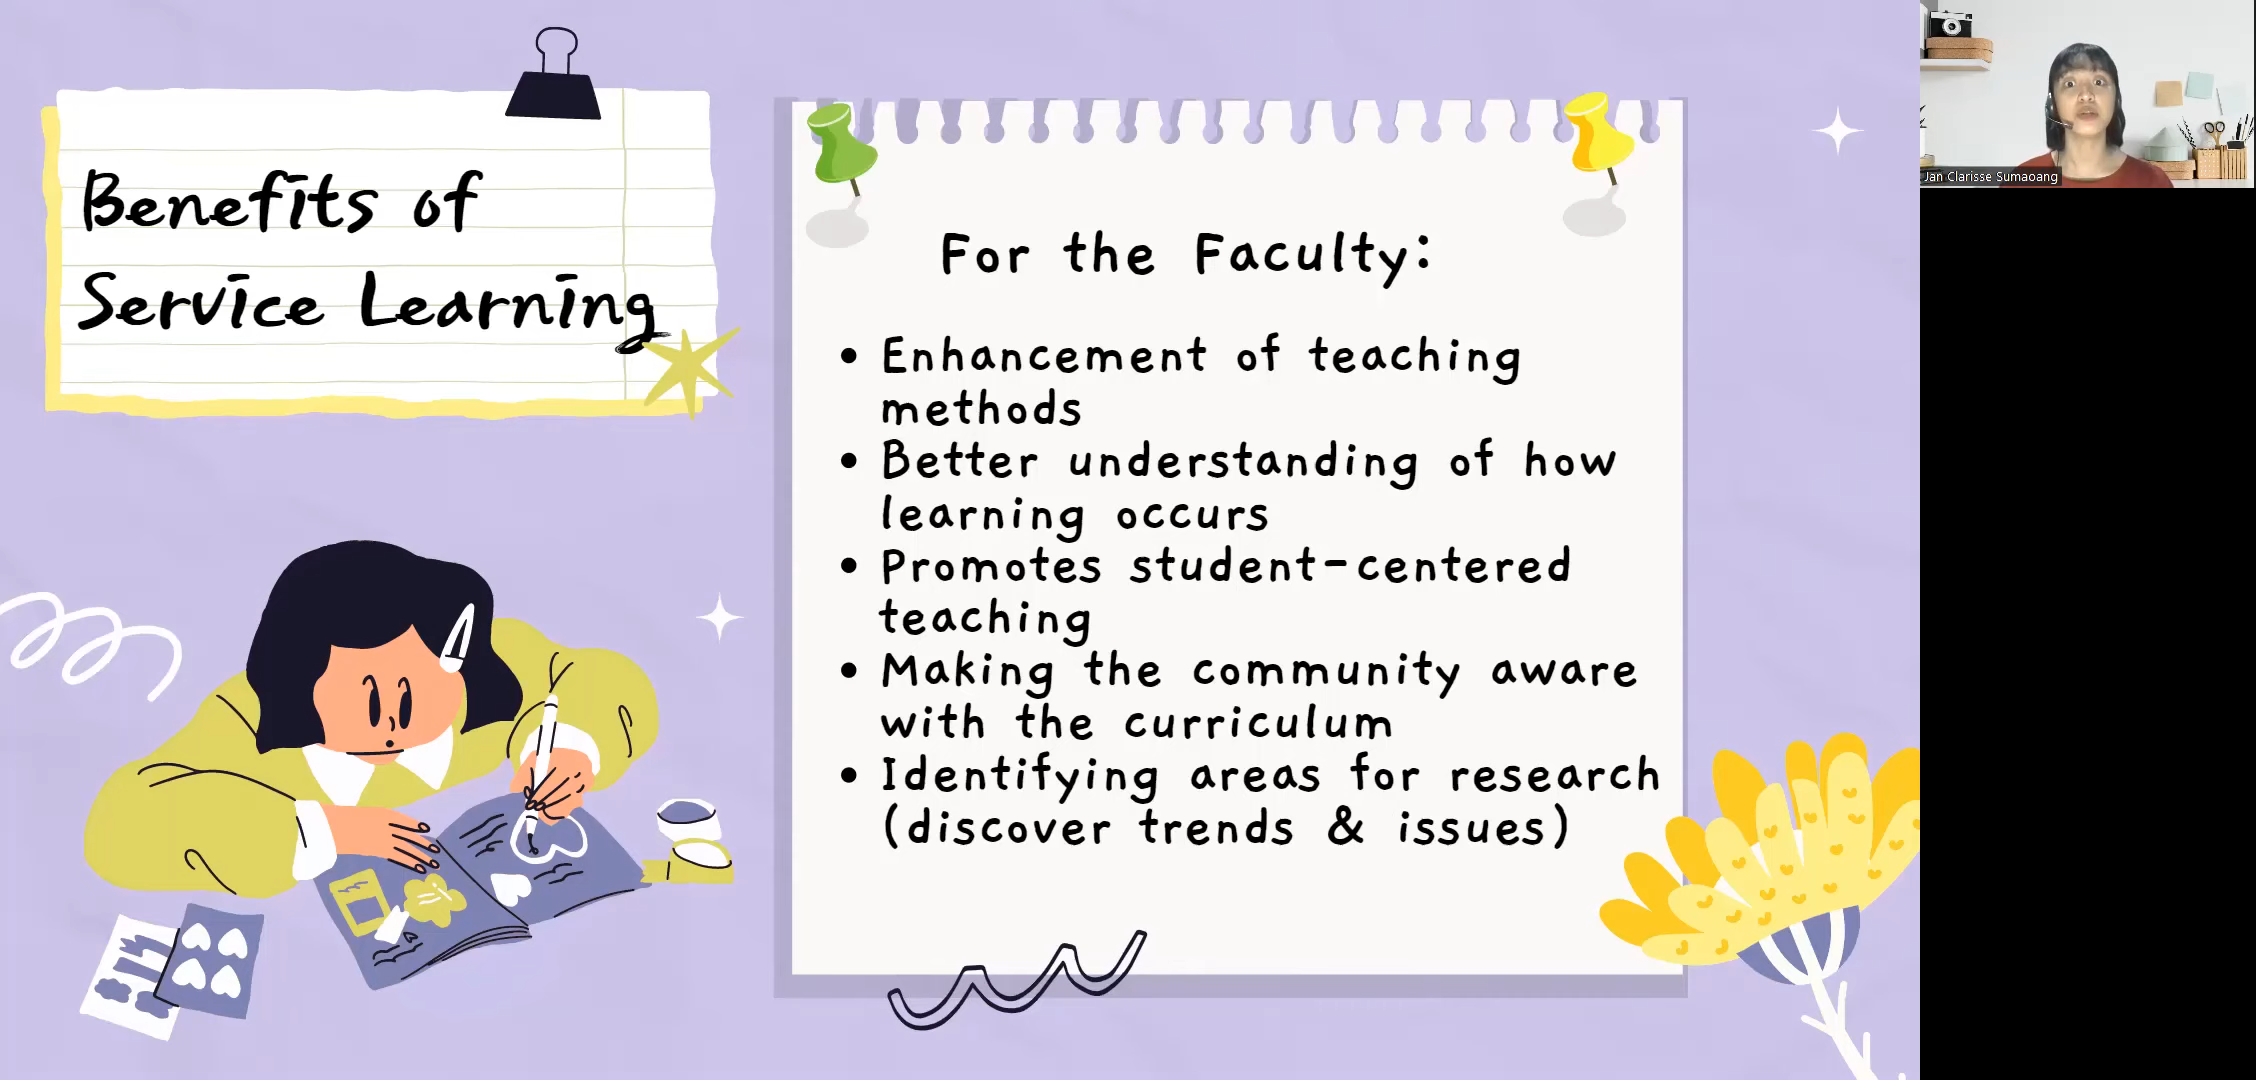 Benefits of
Service Learning
For the Faculty:
• Enhancement of teaching
methods
• Better understanding of how
learning occurs
• Promotes student-centered
teaching
• Making the community aware
with the curriculum
• Identifying areas for research
(discover trends & issues)
Jan Clarisse Sumaoang